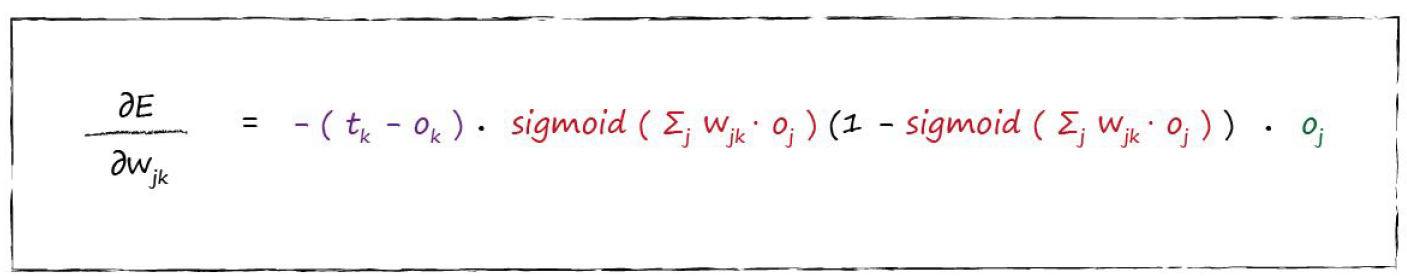 ∂E/∂w_jk = -( t_k - o_k ) · sigmoid ( Σ_j w_jk · o_j ) (1 - sigmoid ( Σ_j w_jk · o_j ) ) · o_j